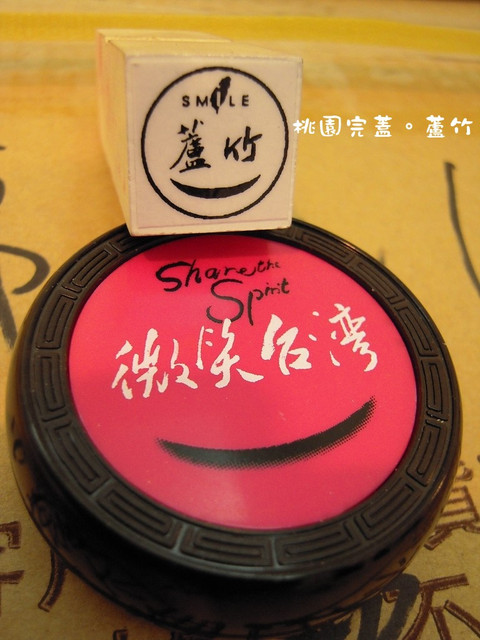 SMILE
蘆竹
桃園完蓋。蘆竹
Share the
Spirit
微笑台灣